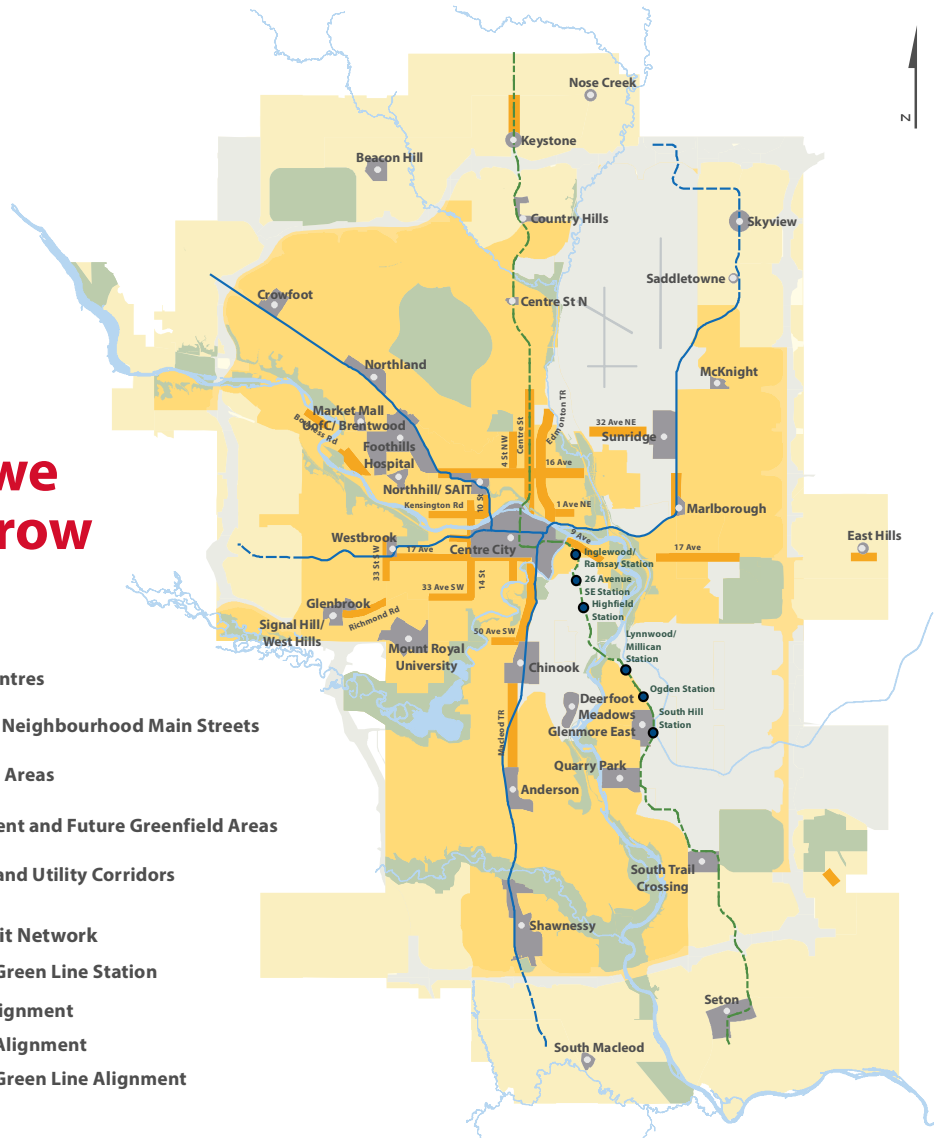 Nose Creek
N
Keystone
Beacon Hill
Country Hills
Skyview
Saddletowne
Crowfoot
Centre St N
Northland
McKnight
Market Mall
UofC/ Brentwood
Bowness Rd
Foothills
Hospital
4 St NW
Centre St
Edmonton TR
32 Ave NE
Sunridge
16 Ave
we
row
Northhill/ SAIT
10 St
Kensington Rd
1 Ave NE
Marlborough
Westbrook
Centre City
9 Ave
17 Ave
17 Ave
East Hills
33 St SW
14 St
Inglewood/
Ramsay Station
26 Avenue
SE Station
33 Ave SW
Highfield
Station
Glenbrook
Richmond Rd
Signal Hill/
West Hills
50 Ave SW
Mount Royal
University
Lynnwood/
Millican
Station
Chinook
ntres
Ogden Station
Deerfoot
Meadows
Glenmore East
South Hill
Station
Neighbourhood Main Streets
Macleod TR
Areas
Quarry Park
Anderson
ent and Future Greenfield Areas
and Utility Corridors
South Trail
Crossing
it Network
Shawnessy
Green Line Station
Seton
ignment
Alignment
South Macleod
Green Line Alignment